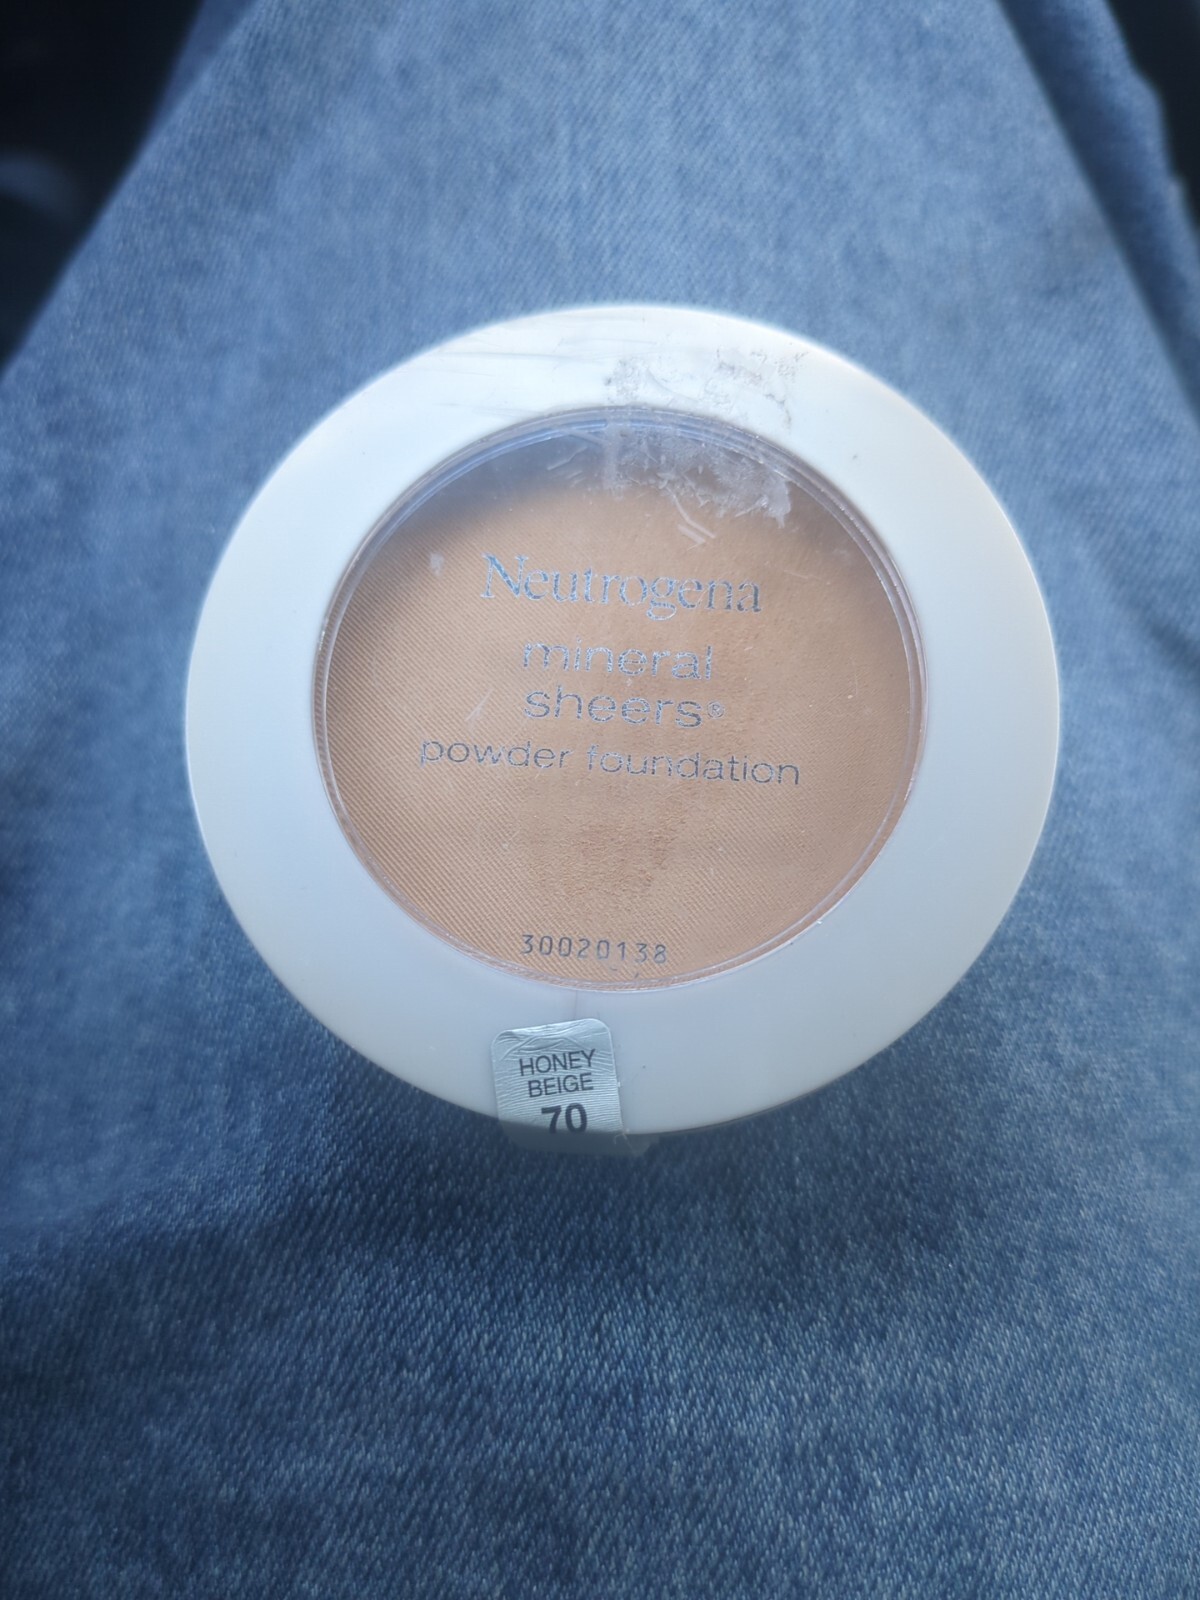 Neutrogena
mineral
sheers®
powder foundation
30020138
HONEY
BEIGE
70